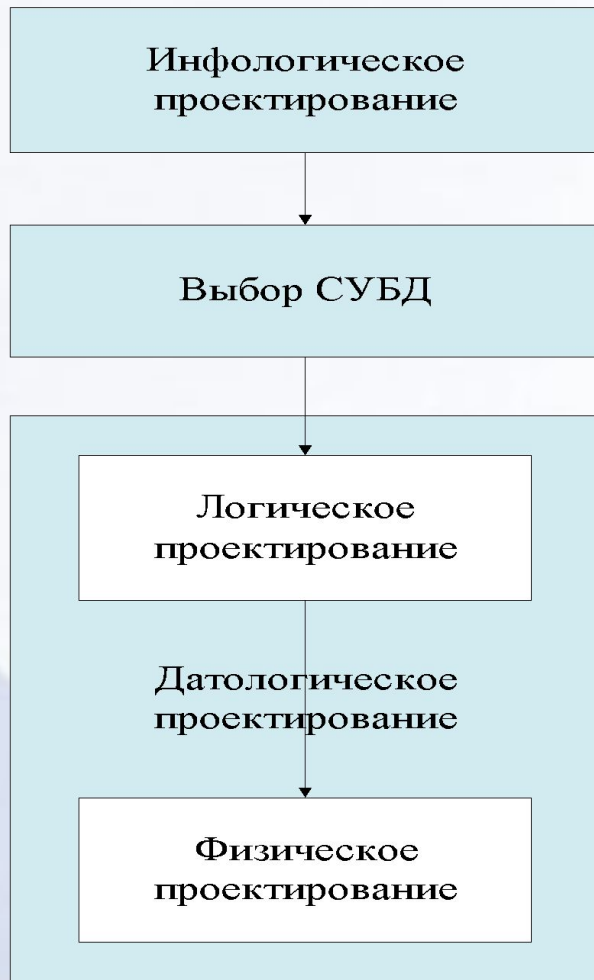 Инфологическое
проектирование
Выбор СУБД
Логическое
проектирование
Датологическое
проектирование
Физическое
проектирование